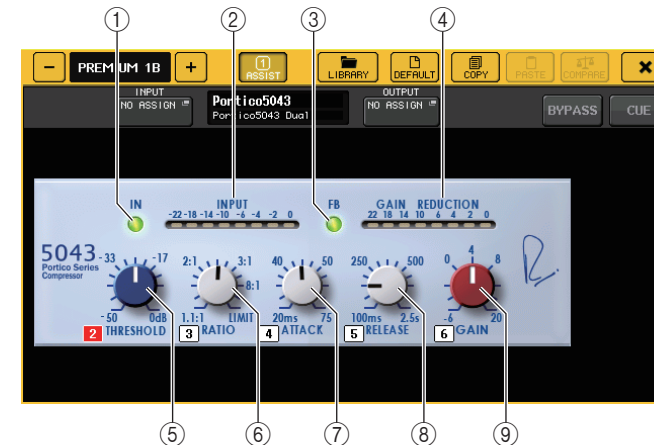 ① ② ③ ④
− PREMIUM 1B + 1 ASSIST LIBRARY DEFAULT COPY PASTE COMPARE ×
INPUT
NO ASSIGN
Portico5043
Portico5043 Dual
OUTPUT
NO ASSIGN
BYPASS CUE
IN INPUT FB GAIN REDUCTION
-22 -18 -14 -10 -6 -4 -2 0
22 18 14 10 6 4 2 0
5043
Portico Series
Compressor
-33 -17
2:1 3:1
8:1
40 50
250 500
0 4 8
-50 0dB
1.1:1 LIMIT
20ms 75
100ms 2.5s
-6 20
2 THRESHOLD 3 RATIO 4 ATTACK 5 RELEASE 6 GAIN
⑤ ⑥ ⑦ ⑧ ⑨